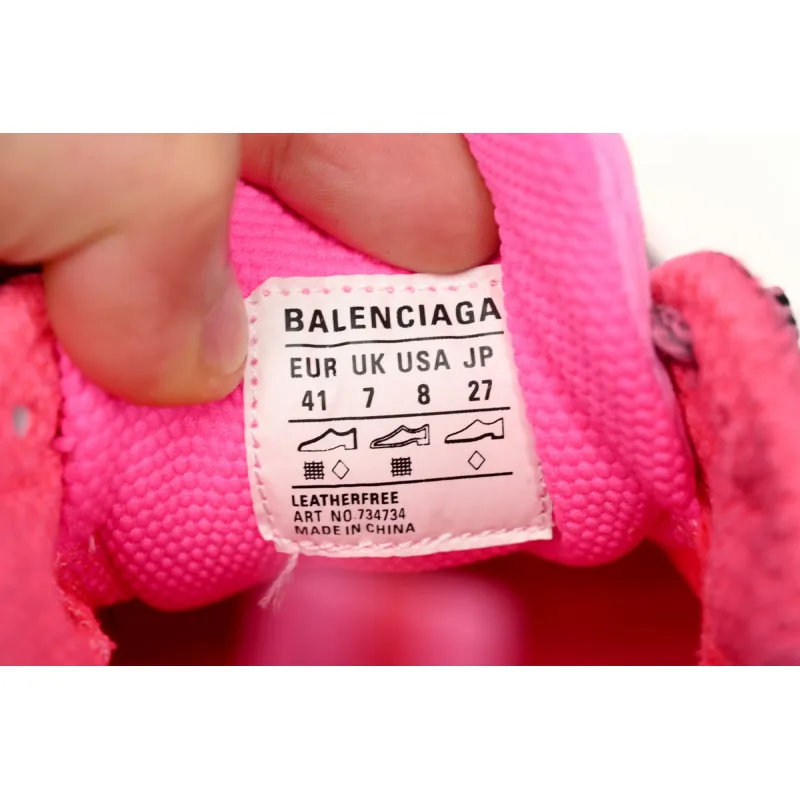 BALENCIAGA
EUR UK USA JP
41 7 8 27
LEATHERFREE
ART NO.734734
MADE IN CHINA